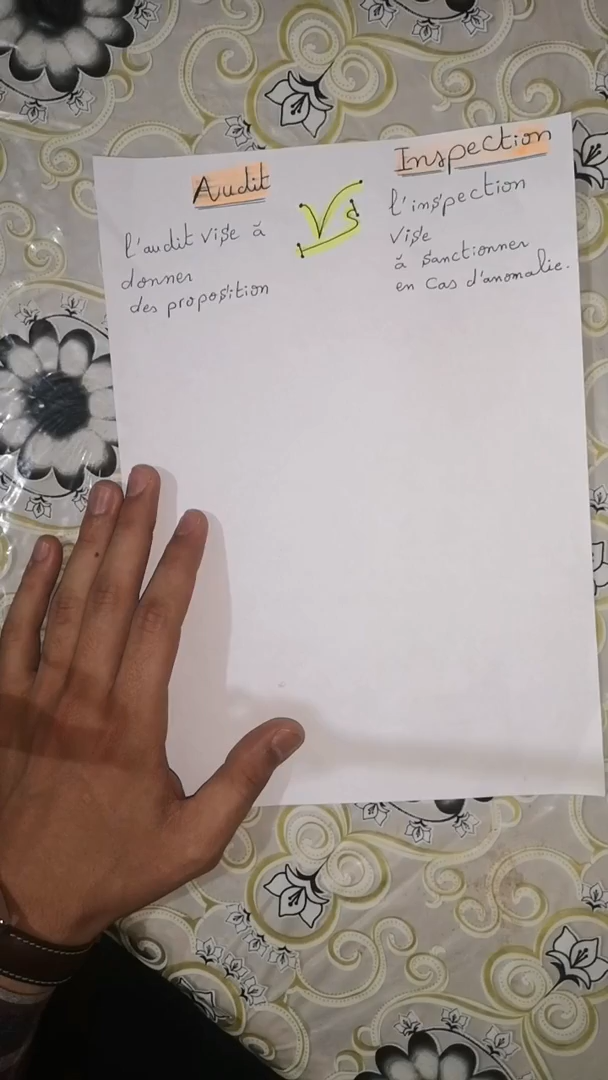 Audit
l'audit vise à
donner
des proposition
Vs
Inspection
l'inspection
vise
à sanctionner
en cas d'anomalie.